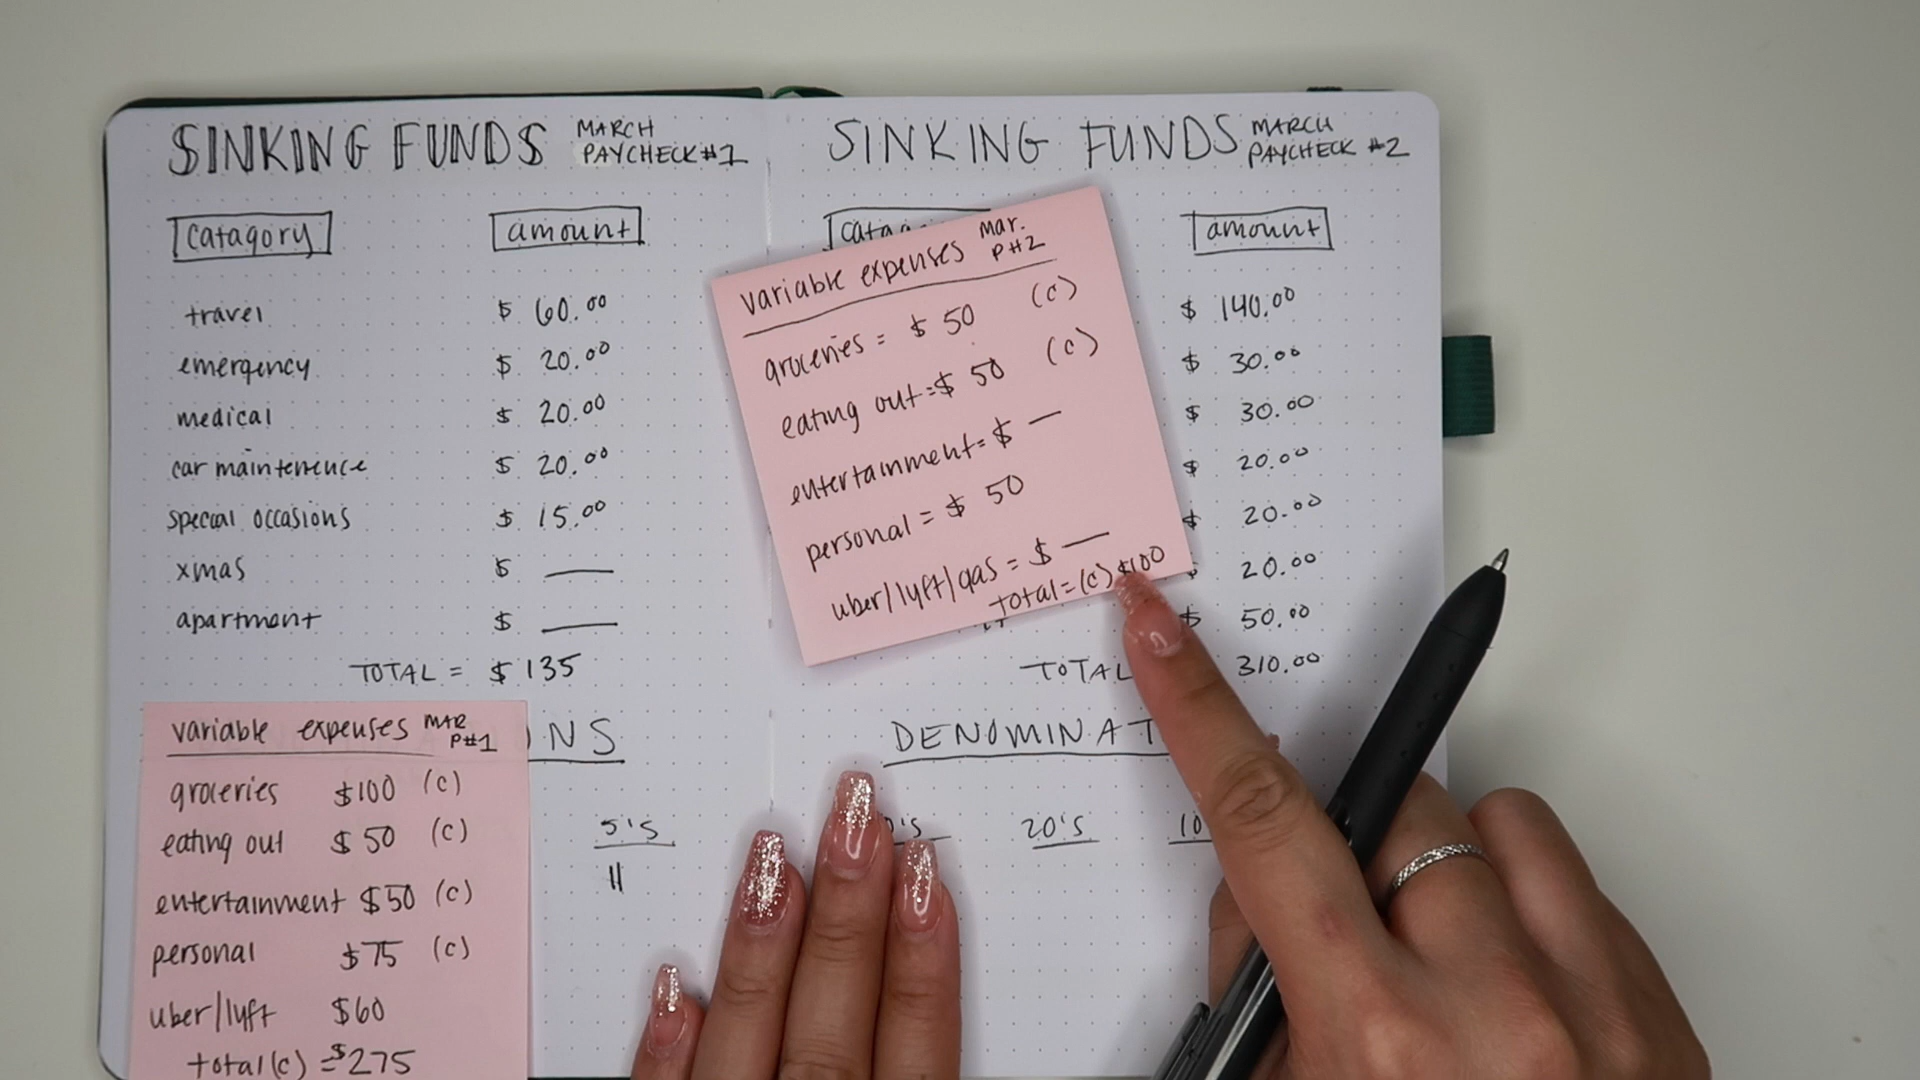 SINKING FUNDS MARCH PAYCHECK #1
catagory amount
travel $ 60.00
emergency $ 20.00
medical $ 20.00
car maintenence $ 20.00
special occasions $ 15.00
xmas $ —
apartment $ —
TOTAL = $ 135
NS
5'S
||
variable expenses MAR P#1
groceries $100 (c)
eating out $50 (c)
entertainment $50 (c)
personal $75 (c)
uber/lyft $60
total(c) = $275
SINKING FUNDS MARCH PAYCHECK #2
amount
$ 140.00
$ 30.00
$ 30.00
$ 20.00
$ 20.00
$ 20.00
$ 50.00
TOTAL 310.00
variable expenses Mar. P#2
groceries = $ 50 (c)
eating out = $ 50 (c)
entertainment = $ —
personal = $ 50
uber/lyft/gas = $ —
total = (c) $100
DENOMINAT
20'S 10